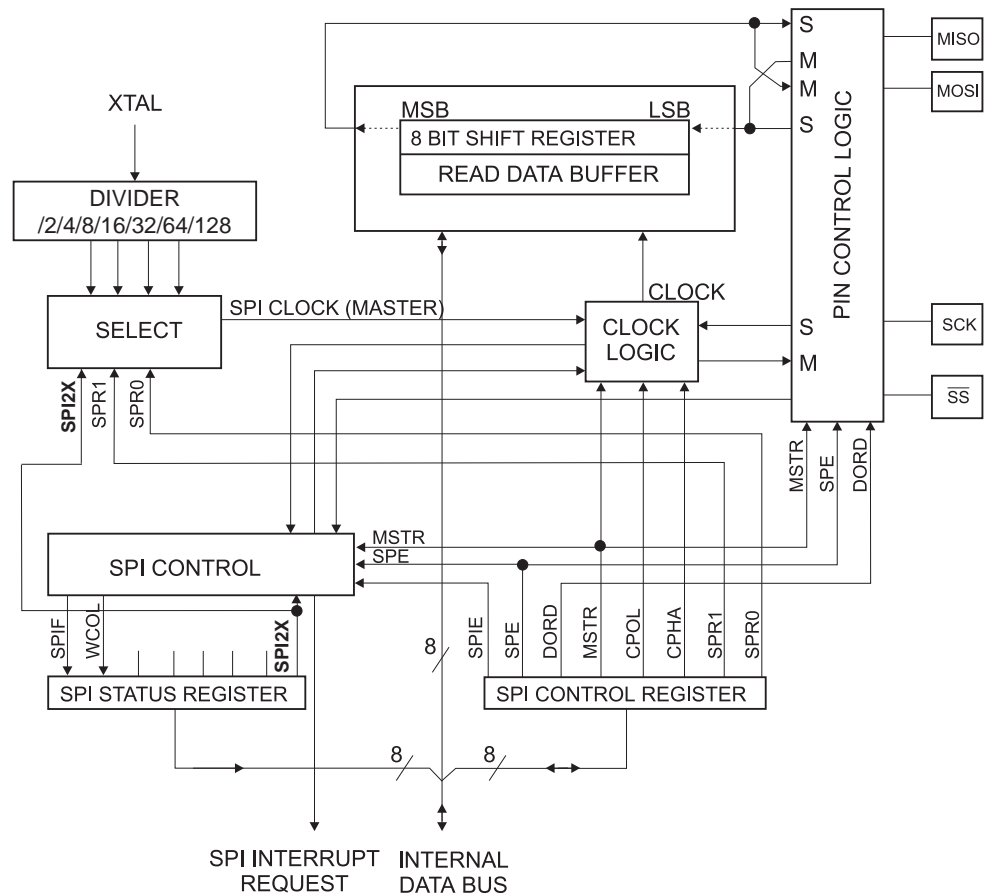 S
MISO
M
M
MOSI
XTAL
MSB
LSB
8 BIT SHIFT REGISTER
S
READ DATA BUFFER
PIN CONTROL LOGIC
DIVIDER
/2/4/8/16/32/64/128
SPI CLOCK (MASTER)
CLOCK
SELECT
CLOCK
LOGIC
S
SCK
M
SPI2X
SPR1
SPR0
SS
MSTR
SPE
DORD
MSTR
SPE
SPI CONTROL
SPIF
WCOL
SPI2X
8
SPIE
SPE
DORD
MSTR
CPOL
CPHA
SPR1
SPR0
SPI STATUS REGISTER
SPI CONTROL REGISTER
8
8
SPI INTERRUPT
REQUEST
INTERNAL
DATA BUS